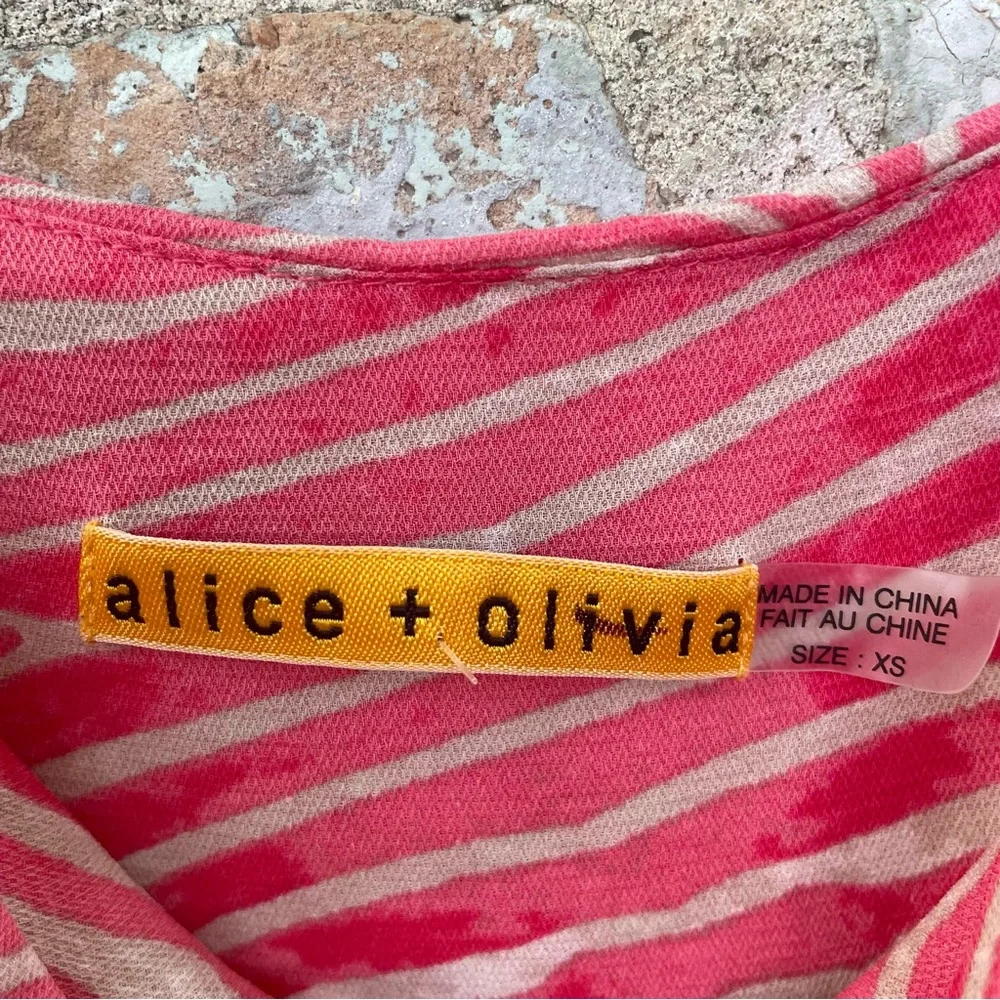 alice + olivia
MADE IN CHINA
FAIT AU CHINE
SIZE : XS